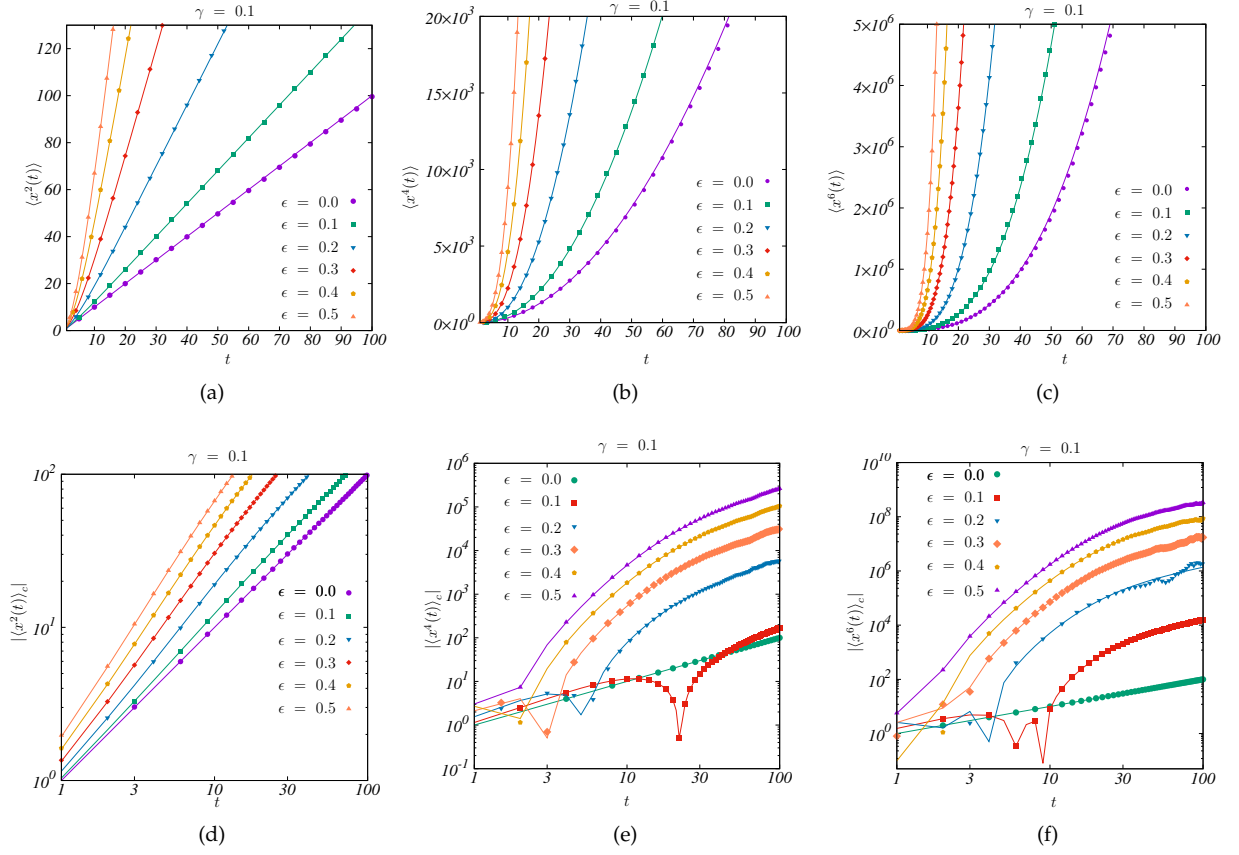 γ = 0.1
⟨x²(t)⟩
120
100
80
60
40
20
0
10 20 30 40 50 60 70 80 90 100
t
ϵ = 0.0
ϵ = 0.1
ϵ = 0.2
ϵ = 0.3
ϵ = 0.4
ϵ = 0.5
(a)
γ = 0.1
⟨x⁴(t)⟩
20×10³
15×10³
10×10³
5×10³
0×10⁰
10 20 30 40 50 60 70 80 90 100
t
ϵ = 0.0
ϵ = 0.1
ϵ = 0.2
ϵ = 0.3
ϵ = 0.4
ϵ = 0.5
(b)
γ = 0.1
⟨x⁶(t)⟩
5×10⁶
4×10⁶
3×10⁶
2×10⁶
1×10⁶
0×10⁰
10 20 30 40 50 60 70 80 90 100
t
ϵ = 0.0
ϵ = 0.1
ϵ = 0.2
ϵ = 0.3
ϵ = 0.4
ϵ = 0.5
(c)
γ = 0.1
|⟨x²(t)⟩c|
10²
10¹
10⁰
1 3 10 30 100
t
ϵ = 0.0
ϵ = 0.1
ϵ = 0.2
ϵ = 0.3
ϵ = 0.4
ϵ = 0.5
(d)
γ = 0.1
|⟨x⁴(t)⟩c|
10⁶
10⁵
10⁴
10³
10²
10¹
10⁰
10⁻¹
1 3 10 30 100
t
ϵ = 0.0
ϵ = 0.1
ϵ = 0.2
ϵ = 0.3
ϵ = 0.4
ϵ = 0.5
(e)
γ = 0.1
|⟨x⁶(t)⟩c|
10¹⁰
10⁸
10⁶
10⁴
10²
10⁰
1 3 10 30 100
t
ϵ = 0.0
ϵ = 0.1
ϵ = 0.2
ϵ = 0.3
ϵ = 0.4
ϵ = 0.5
(f)